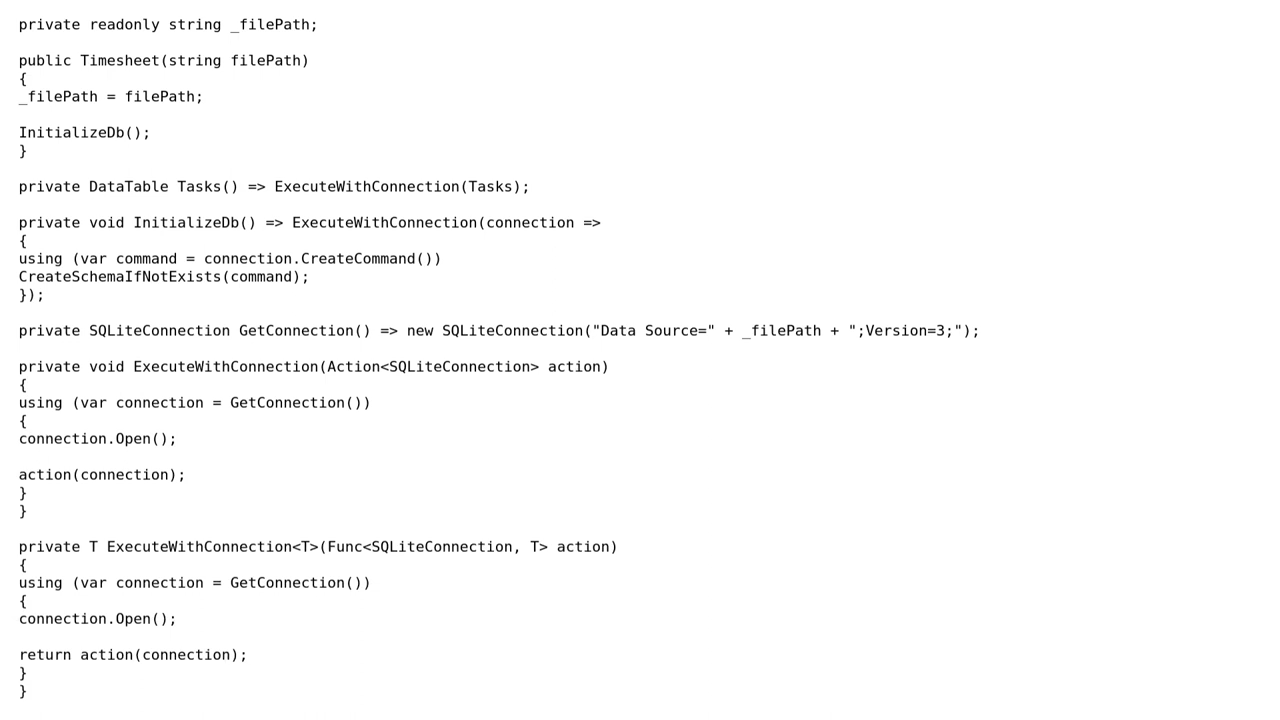 private readonly string _filePath;

public Timesheet(string filePath)
{
_filePath = filePath;

InitializeDb();
}

private DataTable Tasks() => ExecuteWithConnection(Tasks);

private void InitializeDb() => ExecuteWithConnection(connection =>
{
using (var command = connection.CreateCommand())
CreateSchemaIfNotExists(command);
});

private SQLiteConnection GetConnection() => new SQLiteConnection("Data Source=" + _filePath + ";Version=3;");

private void ExecuteWithConnection(Action<SQLiteConnection> action)
{
using (var connection = GetConnection())
{
connection.Open();

action(connection);
}
}

private T ExecuteWithConnection<T>(Func<SQLiteConnection, T> action)
{
using (var connection = GetConnection())
{
connection.Open();

return action(connection);
}
}